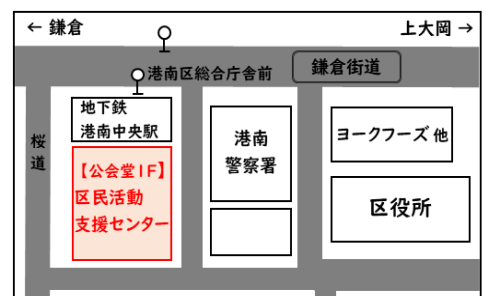 ← 鎌倉
上大岡 →
港南区総合庁舎前
鎌倉街道
桜道
地下鉄
港南中央駅
港南
警察署
ヨークフーズ 他
【公会堂1F】
区民活動
支援センター
区役所